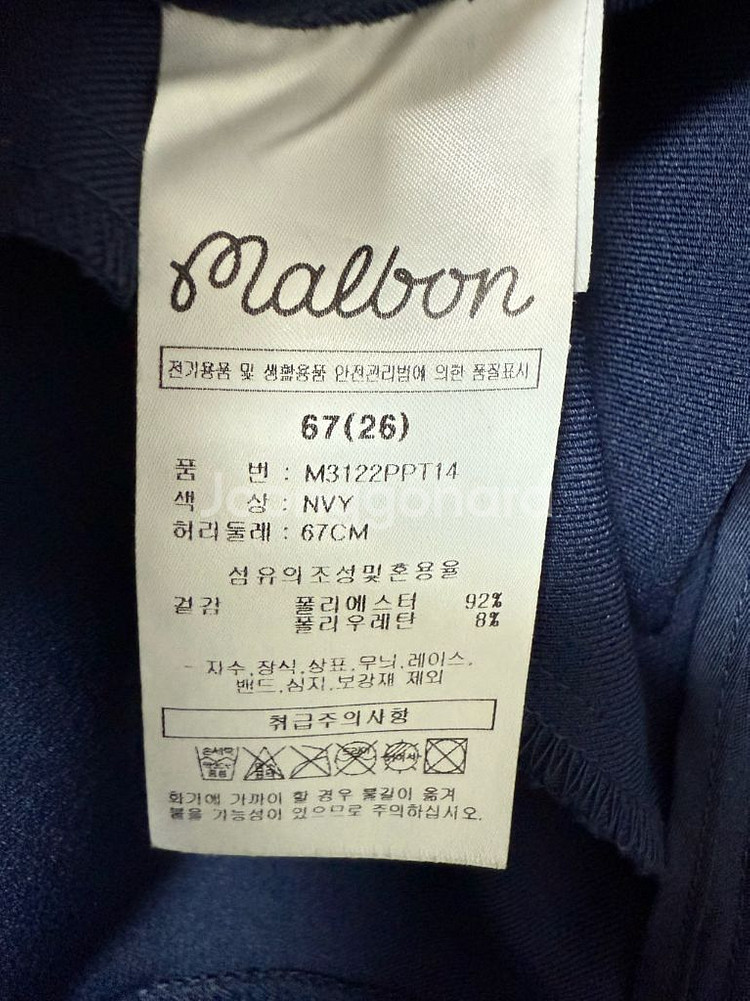 malbon
전기용품 및 생활용품 안전관리법에 의한 품질표시
67(26)
품 번 : M3122PPT14
색 상 : NVY
허리둘레 : 67CM
섬유의조성및혼용율
겉감 폴리에스터 92%
폴리우레탄 8%
- 자수.장식.상표.무늬.레이스.
밴드.심지.보강재 제외
취급주의사항
손세탁 드라이
화기에 가까이 할 경우 불길이 옮겨
붙을 가능성이 있으므로 주의하십시오.